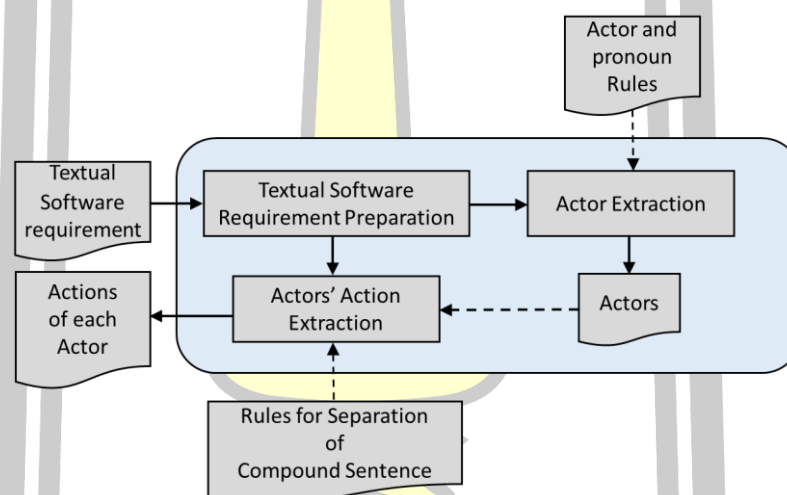 Actor and
pronoun
Rules
Textual
Software
requirement
Textual Software
Requirement Preparation
Actor Extraction
Actions
of each
Actor
Actors’ Action
Extraction
Actors
Rules for Separation
of
Compound Sentence